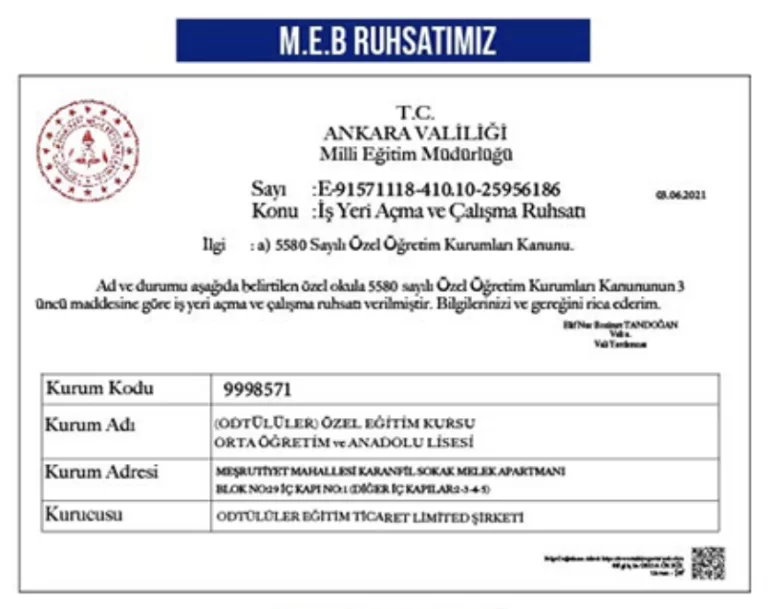 M.E.B RUHSATIMIZ
T.C.
ANKARA VALİLİĞİ
Milli Eğitim Müdürlüğü
Sayı :E-91571118-410.10-25956186
03.06.2021
Konu :İş Yeri Açma ve Çalışma Ruhsatı
İlgi : a) 5580 Sayılı Özel Öğretim Kurumları Kanunu.
Ad ve durumu aşağıda belirtilen özel okula 5580 sayılı Özel Öğretim Kurumları Kanununun 3
üncü maddesine göre iş yeri açma ve çalışma ruhsatı verilmiştir. Bilgilerinizi ve gereğini rica ederim.
TANDOĞAN
Vali a.
Vali Yardımcısı
Kurum Kodu 9998571
Kurum Adı (ODTÜLÜLER) ÖZEL EĞİTİM KURSU
ORTA ÖĞRETİM ve ANADOLU LİSESİ
Kurum Adresi MEŞRUTİYET MAHALLESİ KARANFİL SOKAK MELEK APARTMANI
BLOK NO:29 İÇ KAPI NO:1 (DİĞER İÇ KAPILAR:2-3-4-5)
Kurucusu ODTÜLÜLER EĞİTİM TİCARET LİMİTED ŞİRKETİ